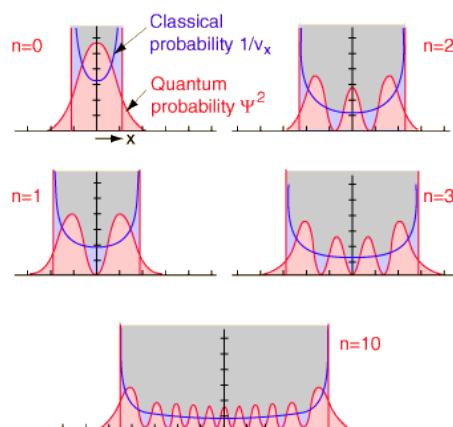 n=0
Classical
probability 1/vₓ
Quantum
probability Ψ²
x
n=2
n=1
n=3
n=10